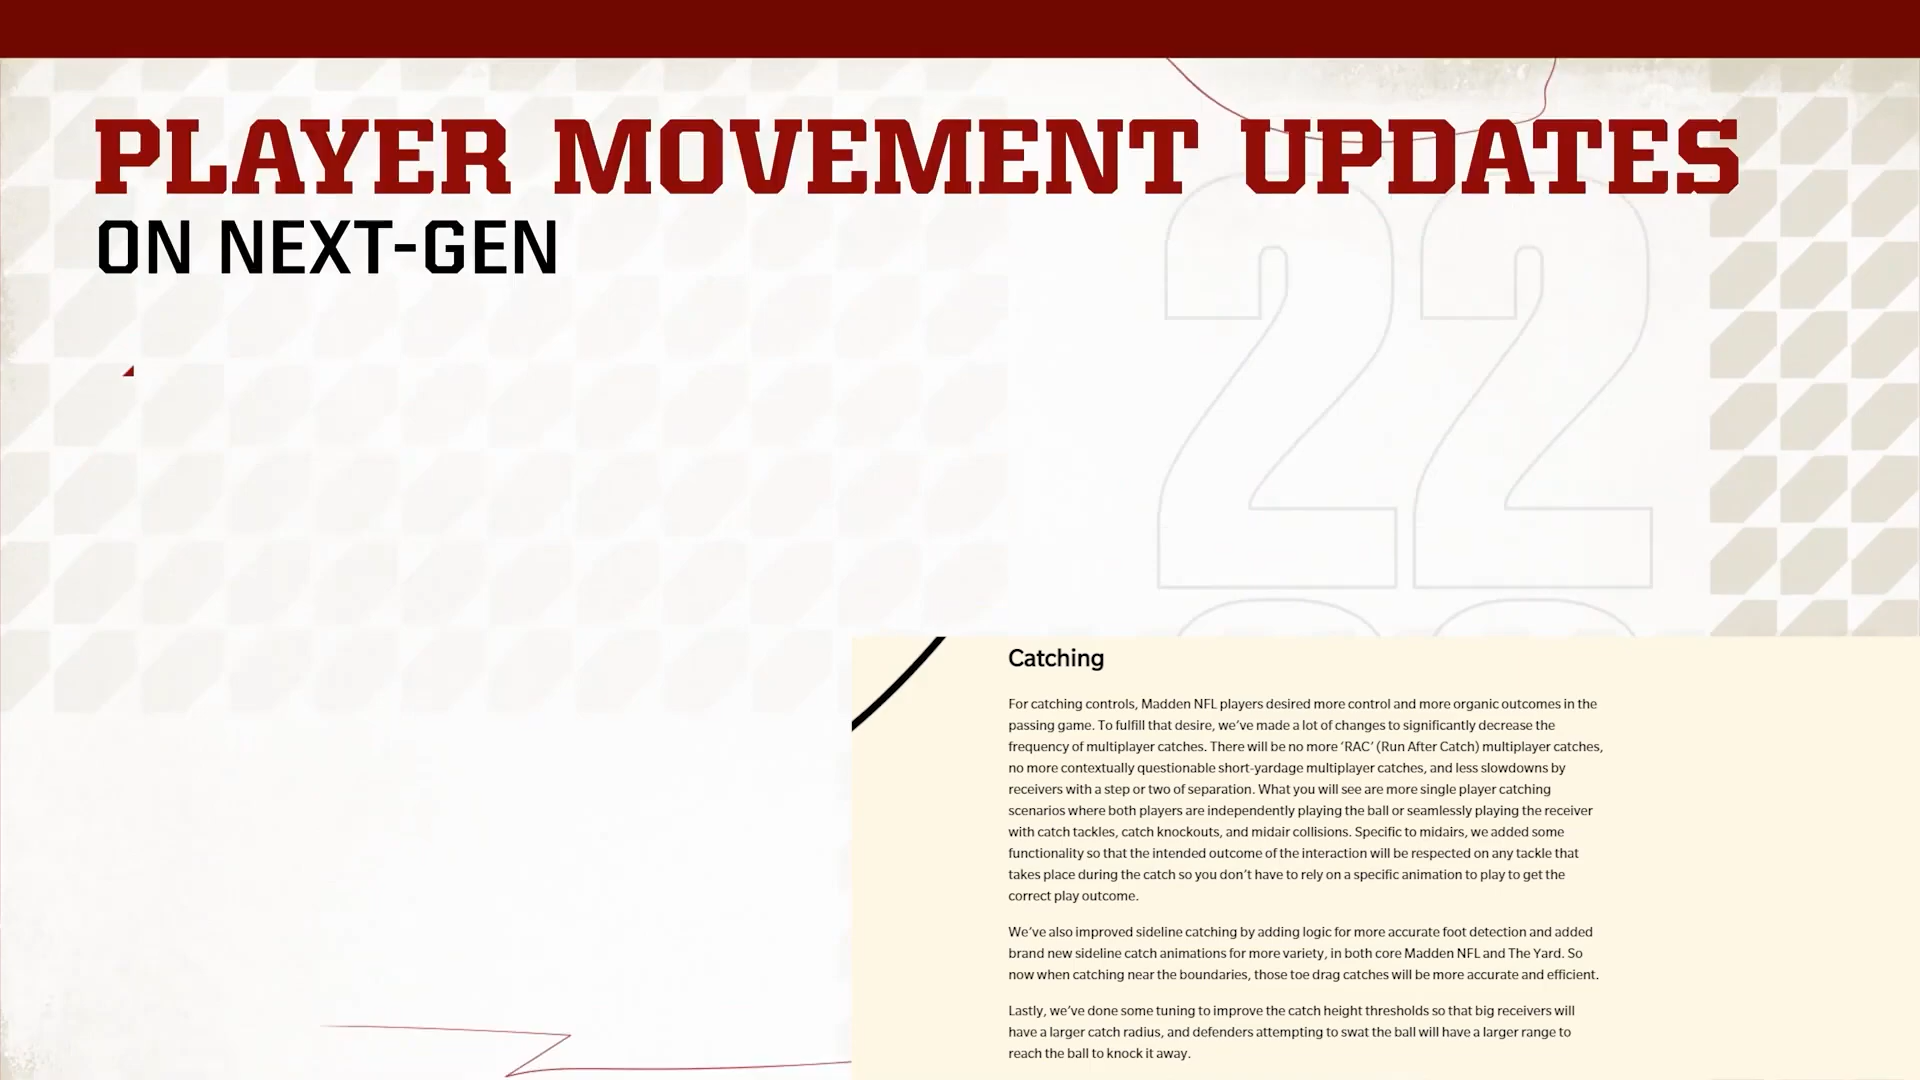 PLAYER MOVEMENT UPDATES
ON NEXT-GEN
22
Catching
For catching controls, Madden NFL players desired more control and more organic outcomes in the
passing game. To fulfill that desire, we've made a lot of changes to significantly decrease the
frequency of multiplayer catches. There will be no more 'RAC' (Run After Catch) multiplayer catches,
no more contextually questionable short-yardage multiplayer catches, and less slowdowns by
receivers with a step or two of separation. What you will see are more single player catching
scenarios where both players are independently playing the ball or seamlessly playing the receiver
with catch tackles, catch knockouts, and midair collisions. Specific to midairs, we added some
functionality so that the intended outcome of the interaction will be respected on any tackle that
takes place during the catch so you don't have to rely on a specific animation to play to get the
correct play outcome.
We've also improved sideline catching by adding logic for more accurate foot detection and added
brand new sideline catch animations for more variety, in both core Madden NFL and The Yard. So
now when catching near the boundaries, those toe drag catches will be more accurate and efficient.
Lastly, we've done some tuning to improve the catch height thresholds so that big receivers will
have a larger catch radius, and defenders attempting to swat the ball will have a larger range to
reach the ball to knock it away.